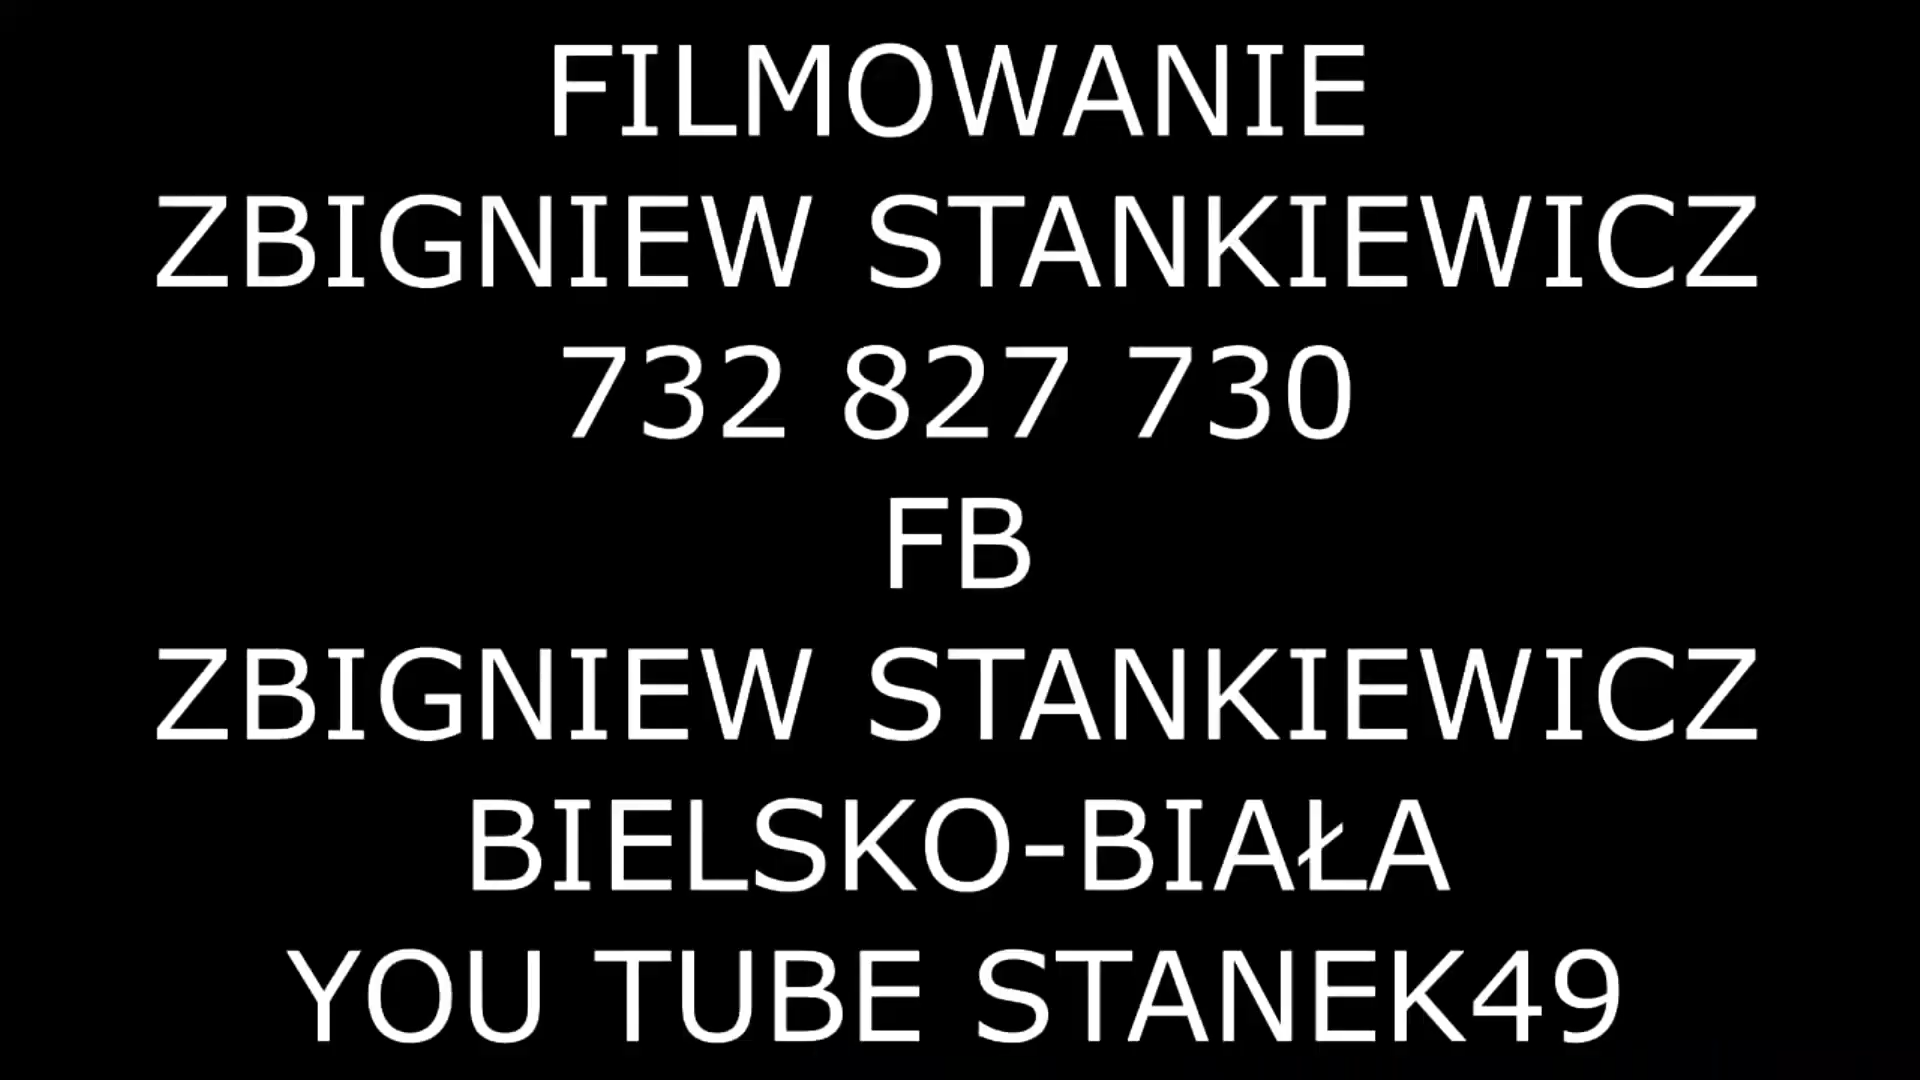 FILMOWANIE
ZBIGNIEW STANKIEWICZ
732 827 730
FB
ZBIGNIEW STANKIEWICZ
BIELSKO-BIAŁA
YOU TUBE STANEK49